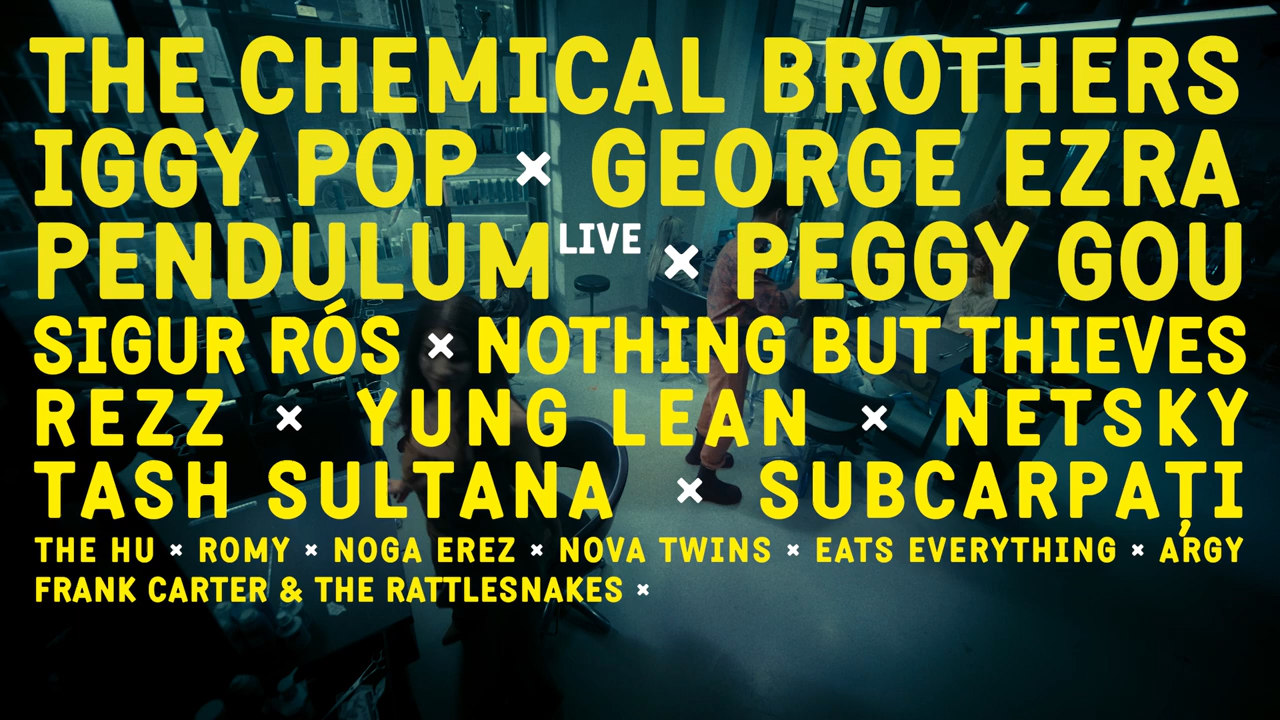 THE CHEMICAL BROTHERS
IGGY POP × GEORGE EZRA
PENDULUM LIVE × PEGGY GOU
SIGUR RÓS × NOTHING BUT THIEVES
REZZ × YUNG LEAN × NETSKY
TASH SULTANA × SUBCARPAȚI
THE HU × ROMY × NOGA EREZ × NOVA TWINS × EATS EVERYTHING × ARGY
FRANK CARTER & THE RATTLESNAKES ×